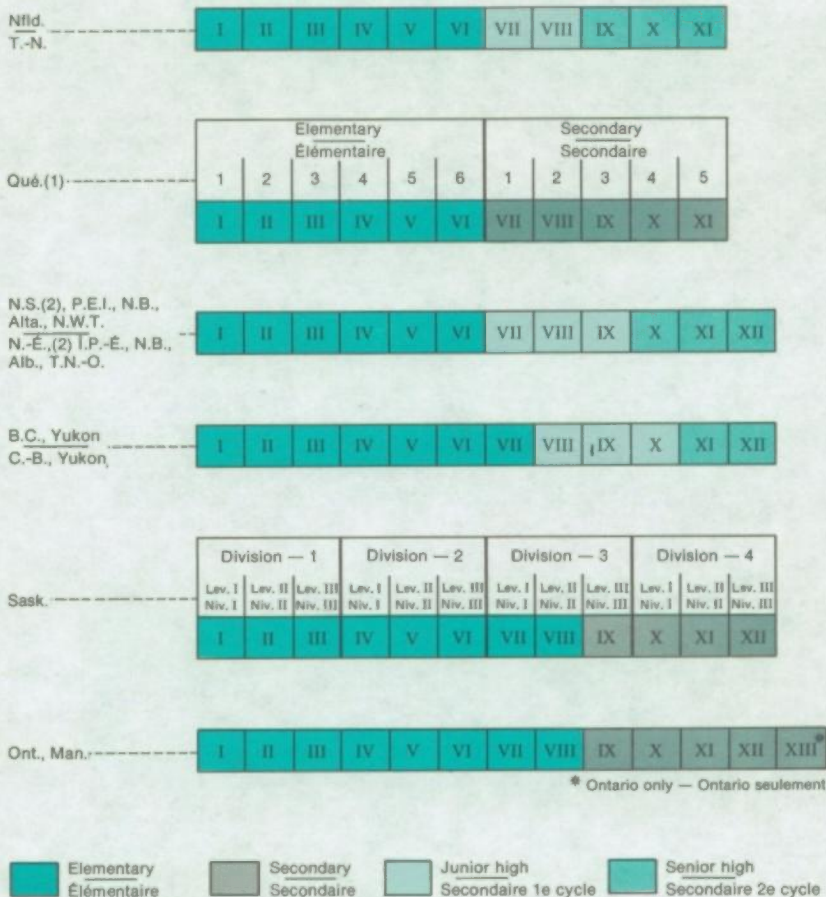 Nfld.
T.-N.
I II III IV V VI VII VIII IX X XI
Elementary Secondary
Élémentaire Secondaire
Qué.(1)
1 2 3 4 5 6 1 2 3 4 5
I II III IV V VI VII VIII IX X XI
N.S.(2), P.E.I., N.B.,
Alta., N.W.T.
N.-É.,(2) Î.P.-É., N.B.,
Alb., T.N.-O.
I II III IV V VI VII VIII IX X XI XII
B.C., Yukon
C.-B., Yukon
I II III IV V VI VII VIII IX X XI XII
Division — 1 Division — 2 Division — 3 Division — 4
Sask.
Lev. I Lev. II Lev. III Lev. I Lev. II Lev. III Lev. I Lev. II Lev. III Lev. I Lev. II Lev. III
Niv. I Niv. II Niv. III Niv. I Niv. II Niv. III Niv. I Niv. II Niv. III Niv. I Niv. II Niv. III
I II III IV V VI VII VIII IX X XI XII
Ont., Man.
I II III IV V VI VII VIII IX X XI XII XIII*
* Ontario only — Ontario seulement
Elementary Secondary Junior high Senior high
Élémentaire Secondaire Secondaire 1e cycle Secondaire 2e cycle